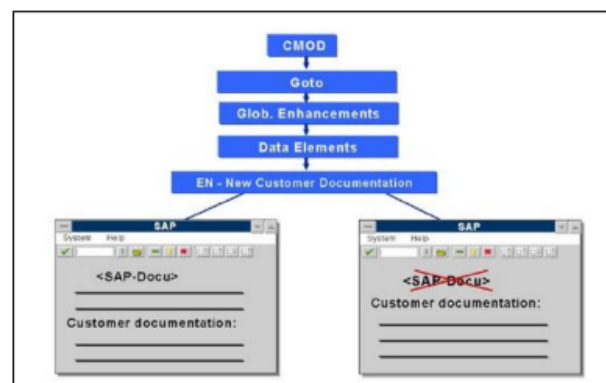 CMOD
Goto
Glob. Enhancements
Data Elements
EN - New Customer Documentation
SAP
System Help
<SAP-Docu>
Customer documentation:
SAP
System Help
<SAP-Docu>
Customer documentation: